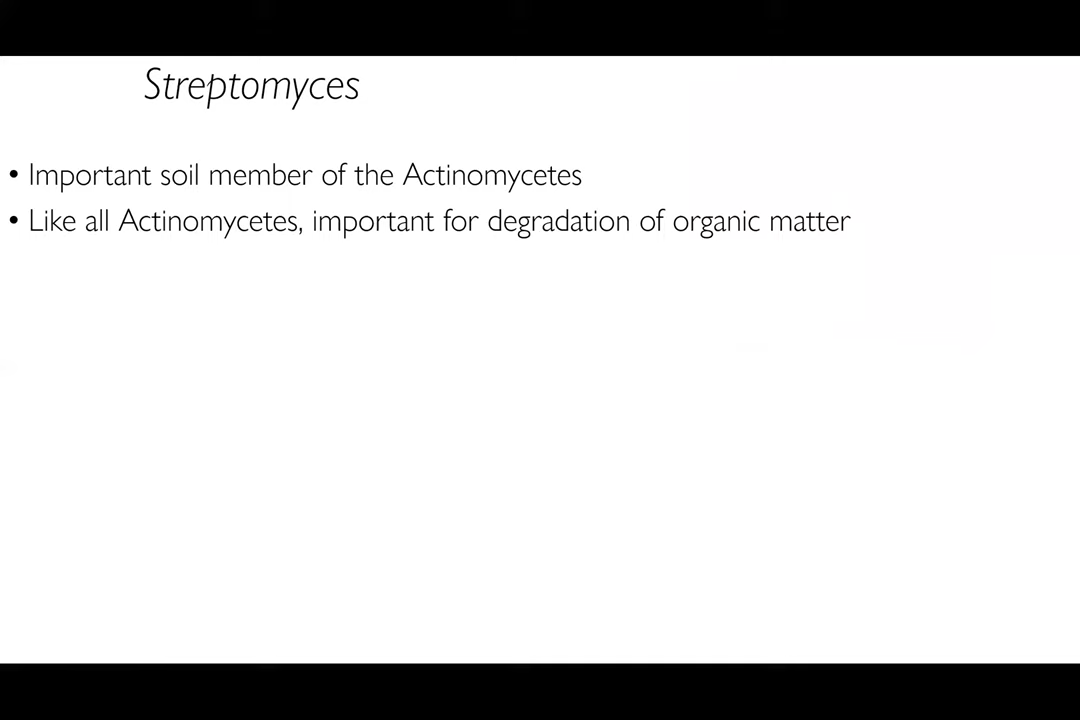 Streptomyces
• Important soil member of the Actinomycetes
• Like all Actinomycetes, important for degradation of organic matter